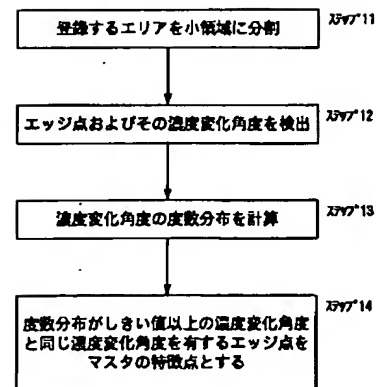 登録するエリアを小領域に分割
ステップ11
エッジ点およびその濃度変化角度を検出
ステップ12
濃度変化角度の度数分布を計算
ステップ13
度数分布がしきい値以上の濃度変化角度
と同じ濃度変化角度を有するエッジ点を
マスタの特徴点とする
ステップ14